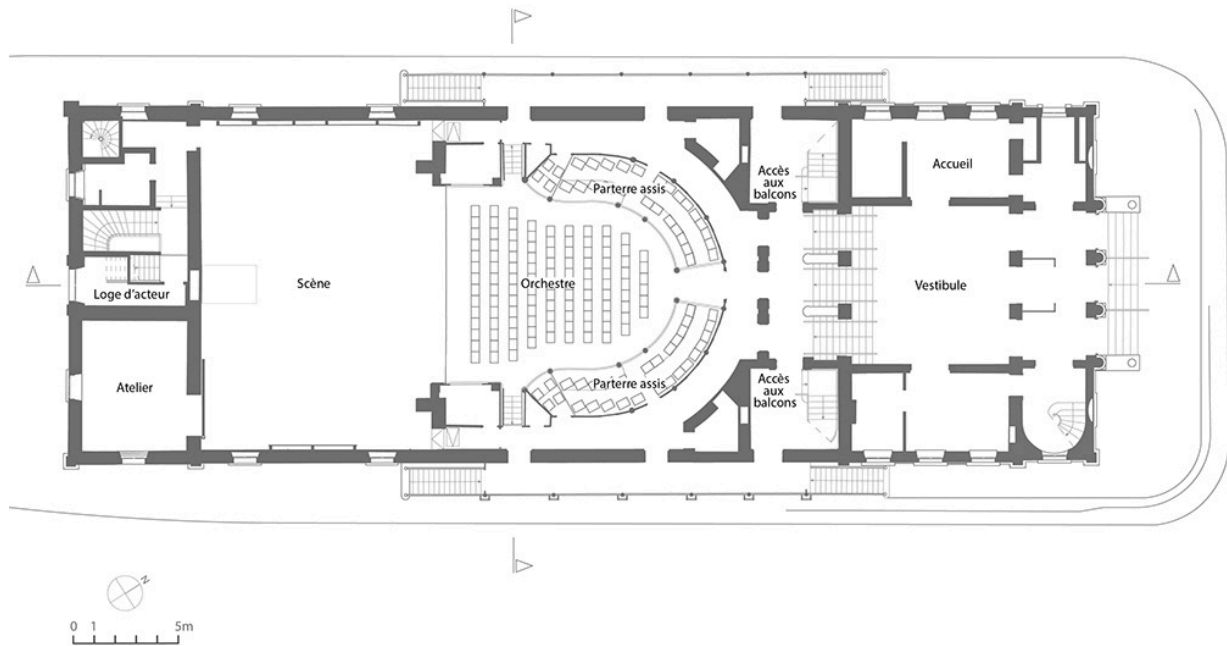 Accueil
Accès
aux
balcons
Parterre assis
Scène
Orchestre
Vestibule
Loge d'acteur
Atelier
Parterre assis
Accès
aux
balcons
N
0 1 5m